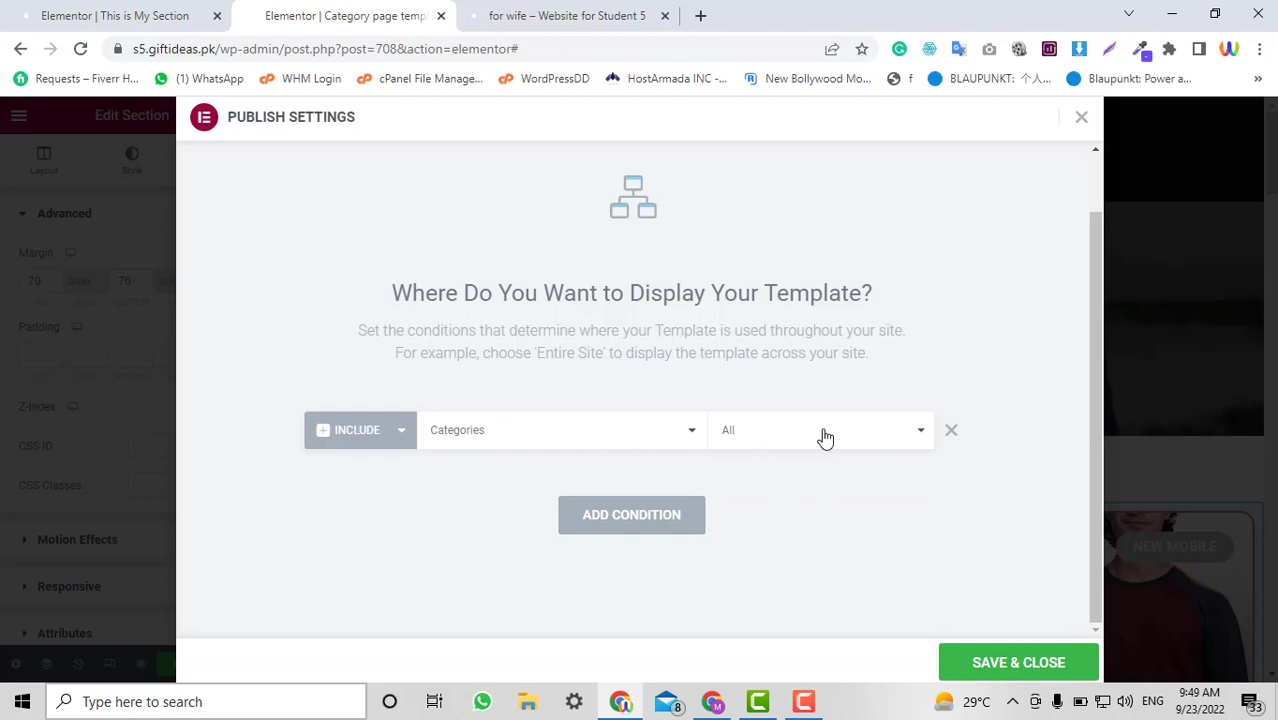 Elementor | This is My Section
Elementor | Category page temp
for wife – Website for Student 5
s5.giftideas.pk/wp-admin/post.php?post=708&action=elementor#
Requests – Fiverr H...
(1) WhatsApp
WHM Login
cPanel File Manage...
WordPressDD
HostArmada INC -...
New Bollywood Mo...
f
BLAUPUNKT: 个人...
Blaupunkt: Power a...
Edit Section
PUBLISH SETTINGS
Layout
Style
Advanced
Where Do You Want to Display Your Template?
Set the conditions that determine where your Template is used throughout your site.
For example, choose 'Entire Site' to display the template across your site.
Margin
70
70
Padding
Z-Index
INCLUDE
Categories
All
CSS ID
CSS Classes
ADD CONDITION
Motion Effects
NEW MOBILE
Responsive
Attributes
SAVE & CLOSE
Type here to search
8
29°C
ENG
9:49 AM
9/23/2022
33